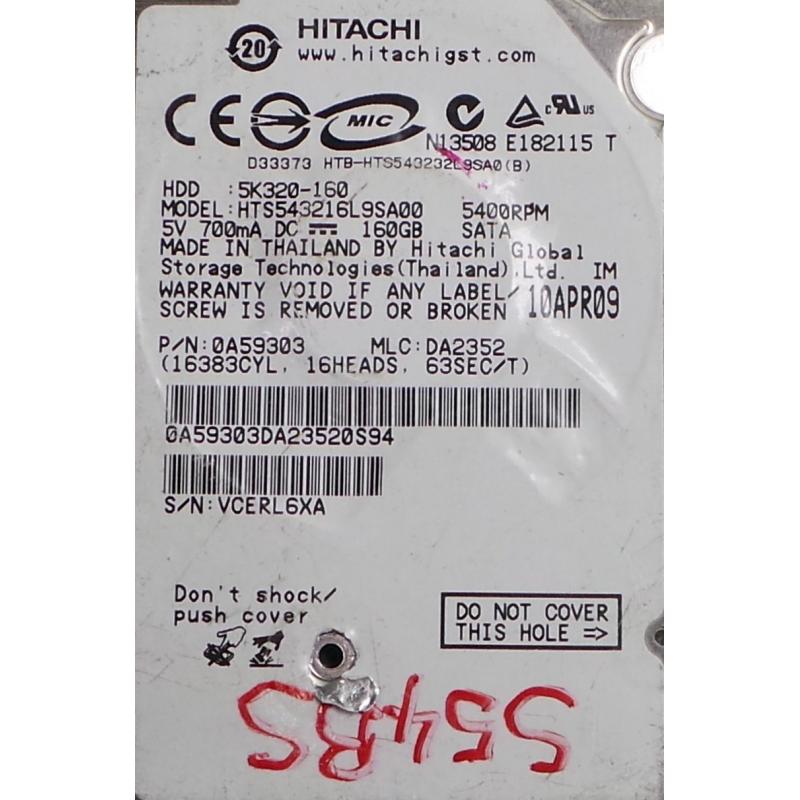 HITACHI
20
www.hitachigst.com
CE MIC c UL us
N13508 E182115 T
D33373 HTB-HTS543232L9SA0(B)
HDD :5K320-160
MODEL:HTS543216L9SA00 5400RPM
5V 700mA DC 160GB SATA
MADE IN THAILAND BY Hitachi Global
Storage Technologies(Thailand),Ltd. IM
WARRANTY VOID IF ANY LABEL/
SCREW IS REMOVED OR BROKEN 10APR09
P/N:0A59303 MLC:DA2352
(16383CYL, 16HEADS, 63SEC/T)
0A59303DA23520S94
S/N:VCERL6XA
Don't shock/
push cover
DO NOT COVER
THIS HOLE =>